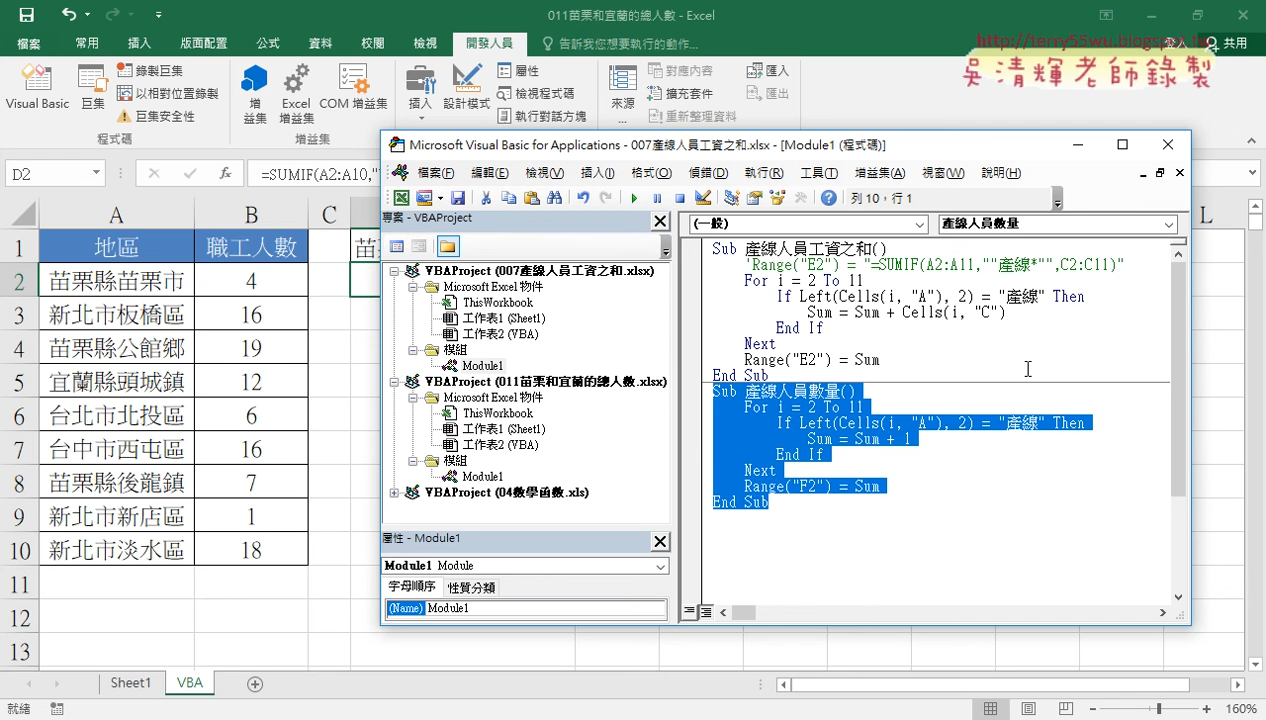 011苗栗和宜蘭的總人數 - Excel
檔案 常用 插入 版面配置 公式 資料 校閱 檢視 開發人員 告訴我您想要執行的動作... 登入 共用
http://terry55wu.blogspot.tw
吳清輝老師錄製
Visual Basic 巨集 錄製巨集 以相對位置錄製 巨集安全性 程式碼
增益集 Excel 增益集 COM 增益集 增益集
插入 設計模式 屬性 檢視程式碼 執行對話方塊
來源 對應內容 擴充套件 重新整理資料 匯入 匯出
D2 =SUMIF(A2:A10,"
A B C L
1 地區 職工人數 苗
2 苗栗縣苗栗市 4
3 新北市板橋區 16
4 苗栗縣公館鄉 19
5 宜蘭縣頭城鎮 12
6 台北市北投區 6
7 台中市西屯區 16
8 苗栗縣後龍鎮 7
9 新北市新店區 1
10 新北市淡水區 18
11
12
13
Sheet1 VBA
就緒 160%
Microsoft Visual Basic for Applications - 007產線人員工資之和.xlsx - [Module1 (程式碼)]
檔案(F) 編輯(E) 檢視(V) 插入(I) 格式(O) 偵錯(D) 執行(R) 工具(T) 增益集(A) 視窗(W) 說明(H)
列 10，行 1
專案 - VBAProject
VBAProject (007產線人員工資之和.xlsx)
Microsoft Excel 物件
ThisWorkbook
工作表1 (Sheet1)
工作表2 (VBA)
模組
Module1
VBAProject (011苗栗和宜蘭的總人數.xlsx)
Microsoft Excel 物件
ThisWorkbook
工作表1 (Sheet1)
工作表2 (VBA)
模組
Module1
VBAProject (04數學函數.xls)
屬性 - Module1
Module1 Module
字母順序 性質分類
(Name) Module1
(一般) 產線人員數量
Sub 產線人員工資之和()
'Range("E2") = "=SUMIF(A2:A11,""產線*"",C2:C11)"
For i = 2 To 11
If Left(Cells(i, "A"), 2) = "產線" Then
Sum = Sum + Cells(i, "C")
End If
Next
Range("E2") = Sum
End Sub
Sub 產線人員數量()
For i = 2 To 11
If Left(Cells(i, "A"), 2) = "產線" Then
Sum = Sum + 1
End If
Next
Range("F2") = Sum
End Sub